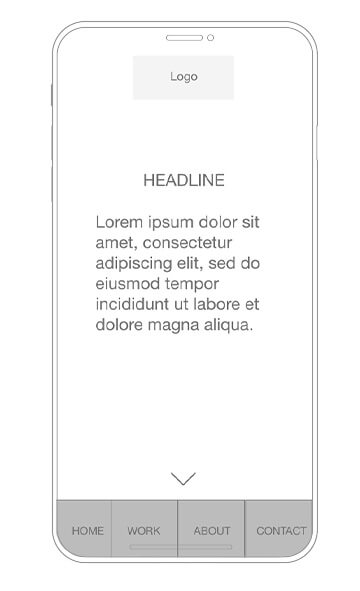 Logo
HEADLINE
Lorem ipsum dolor sit
amet, consectetur
adipiscing elit, sed do
eiusmod tempor
incididunt ut labore et
dolore magna aliqua.
HOME WORK ABOUT CONTACT